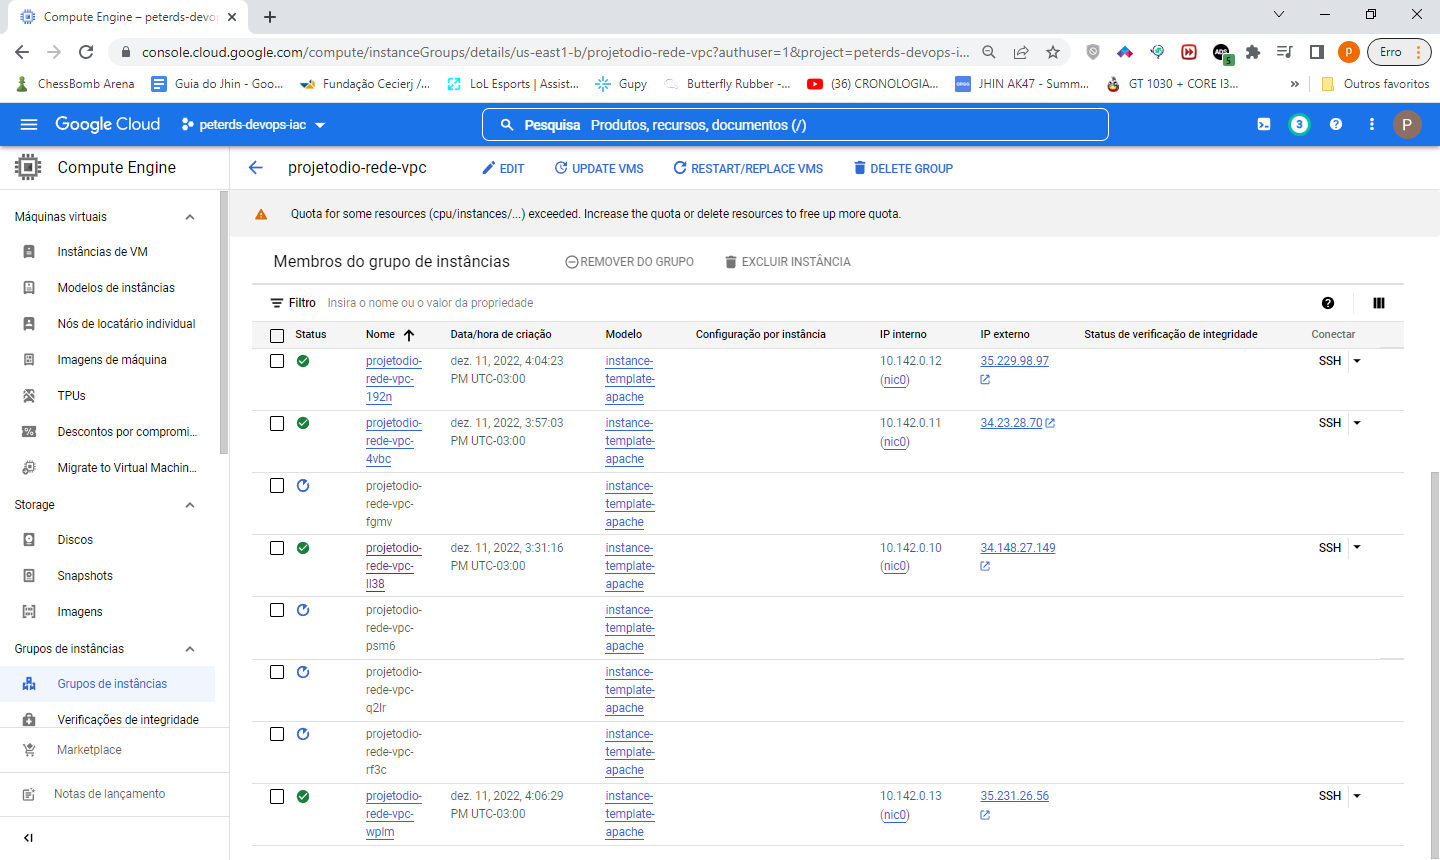 Compute Engine – peterds-devop
console.cloud.google.com/compute/instanceGroups/details/us-east1-b/projetodio-rede-vpc?authuser=1&project=peterds-devops-i...
5
p
Erro
ChessBomb Arena
Guia do Jhin - Goo...
Fundação Cecierj /...
LoL Esports | Assist...
Gupy
Butterfly Rubber -...
(36) CRONOLOGIA...
JHIN AK47 - Summ...
GT 1030 + CORE I3...
»
Outros favoritos
Google Cloud
peterds-devops-iac
Pesquisa Produtos, recursos, documentos (/)
3
P
Compute Engine
projetodio-rede-vpc
EDIT
UPDATE VMS
RESTART/REPLACE VMS
DELETE GROUP
Máquinas virtuais
Instâncias de VM
Modelos de instâncias
Nós de locatário individual
Imagens de máquina
TPUs
Descontos por compromi...
Migrate to Virtual Machin...
Storage
Discos
Snapshots
Imagens
Grupos de instâncias
Grupos de instâncias
Verificações de integridade
Marketplace
Notas de lançamento
Quota for some resources (cpu/instances/...) exceeded. Increase the quota or delete resources to free up more quota.
Membros do grupo de instâncias
REMOVER DO GRUPO
EXCLUIR INSTÂNCIA
Filtro Insira o nome ou o valor da propriedade
Status Nome Data/hora de criação Modelo Configuração por instância IP interno IP externo Status de verificação de integridade Conectar
projetodio- dez. 11, 2022, 4:04:23 instance- 10.142.0.12 35.229.98.97 SSH
rede-vpc- PM UTC-03:00 template- (nic0)
192n apache
projetodio- dez. 11, 2022, 3:57:03 instance- 10.142.0.11 34.23.28.70 SSH
rede-vpc- PM UTC-03:00 template- (nic0)
4vbc apache
projetodio- instance-
rede-vpc- template-
fgmv apache
projetodio- dez. 11, 2022, 3:31:16 instance- 10.142.0.10 34.148.27.149 SSH
rede-vpc- PM UTC-03:00 template- (nic0)
ll38 apache
projetodio- instance-
rede-vpc- template-
psm6 apache
projetodio- instance-
rede-vpc- template-
q2lr apache
projetodio- instance-
rede-vpc- template-
rf3c apache
projetodio- dez. 11, 2022, 4:06:29 instance- 10.142.0.13 35.231.26.56 SSH
rede-vpc- PM UTC-03:00 template- (nic0)
wplm apache